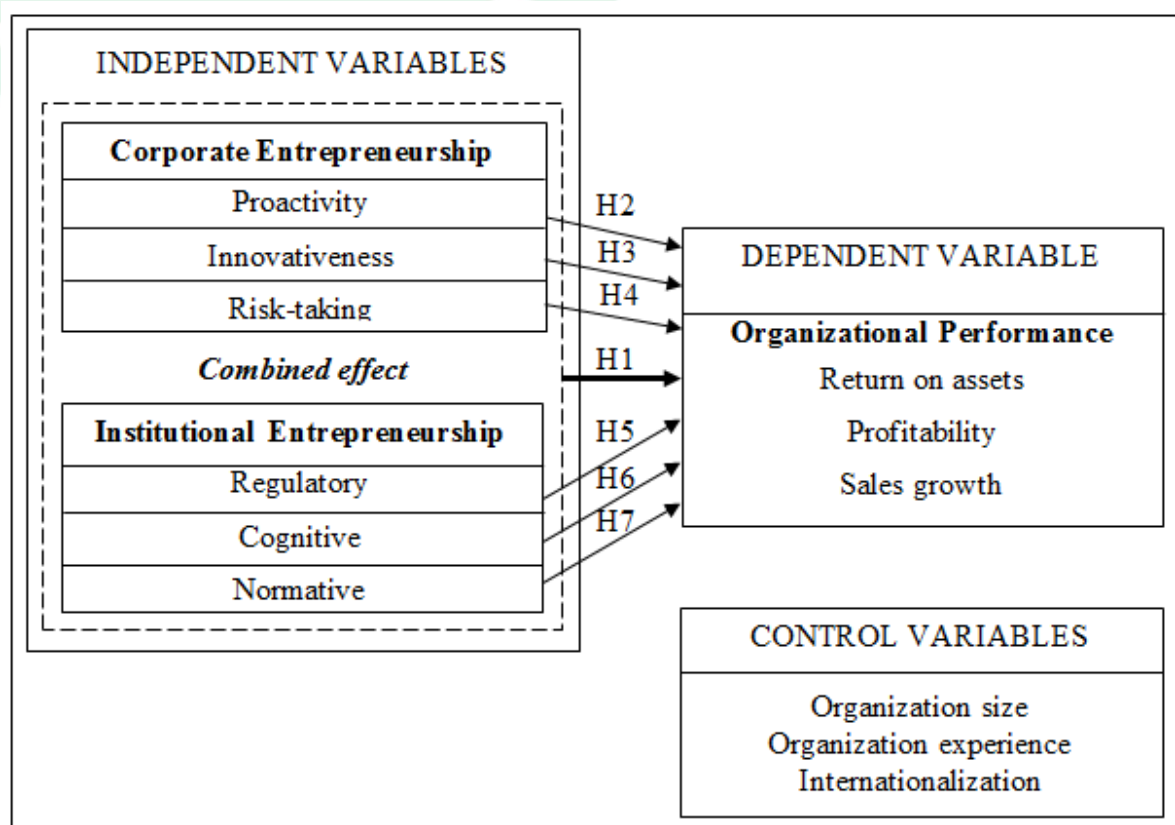 INDEPENDENT VARIABLES
Corporate Entrepreneurship
Proactivity
Innovativeness
Risk-taking
Combined effect
Institutional Entrepreneurship
Regulatory
Cognitive
Normative
H2
H3
H4
H1
H5
H6
H7
DEPENDENT VARIABLE
Organizational Performance
Return on assets
Profitability
Sales growth
CONTROL VARIABLES
Organization size
Organization experience
Internationalization